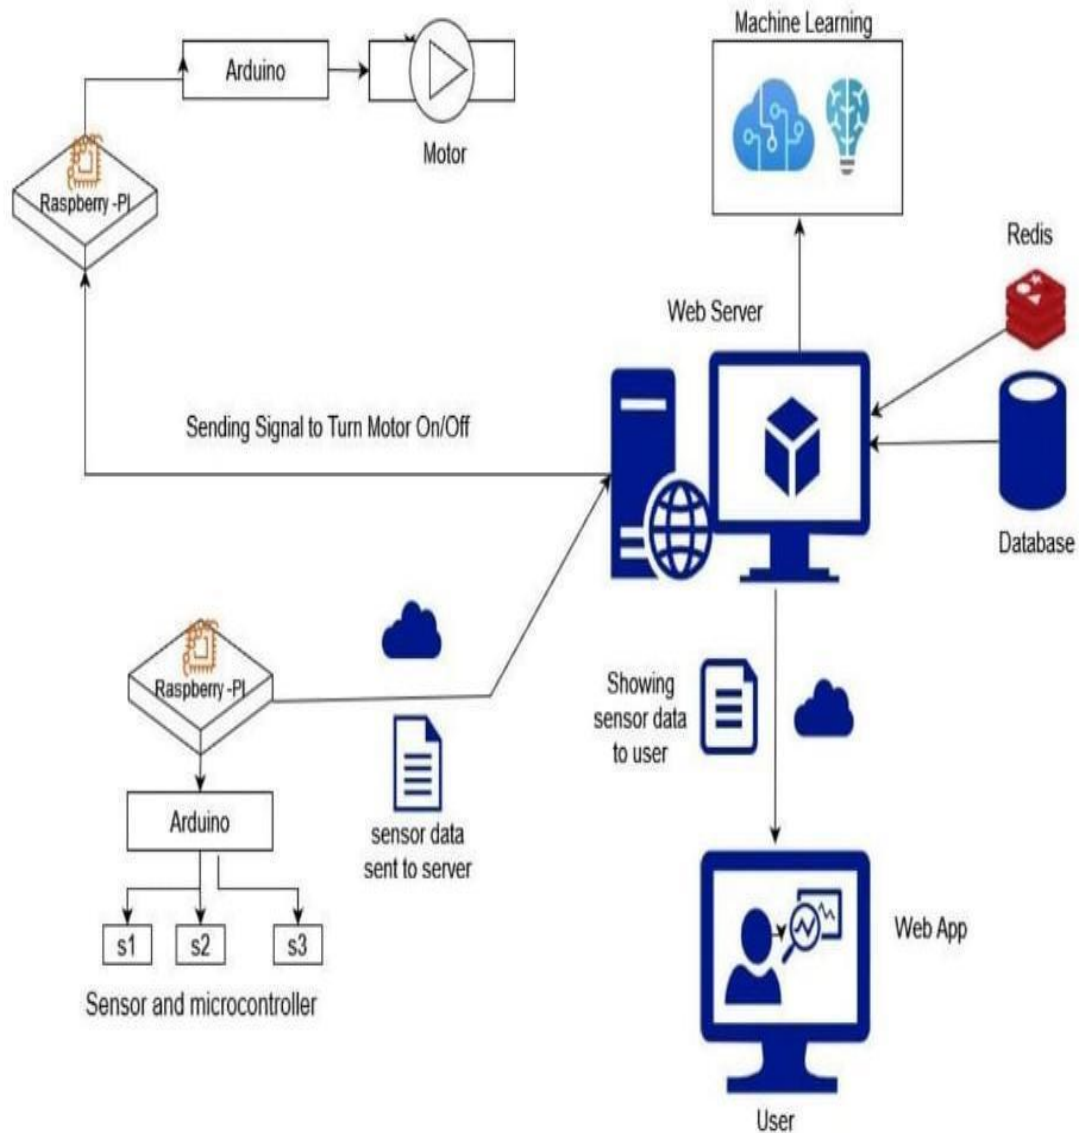 Machine Learning
Arduino
Motor
Raspberry -PI
Redis
Web Server
Sending Signal to Turn Motor On/Off
Database
Raspberry -PI
Showing
sensor data
to user
Arduino
sensor data
sent to server
s1
s2
s3
Sensor and microcontroller
Web App
User